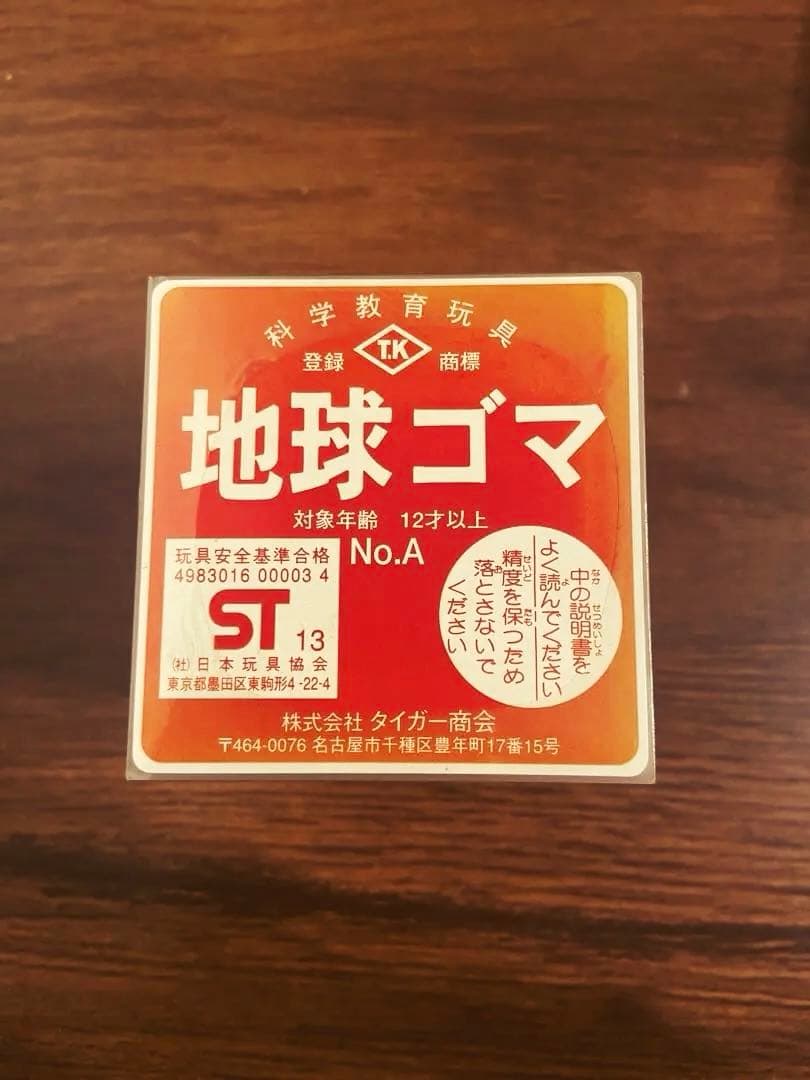 科学教育玩具
登録 T.K 商標
地球ゴマ
対象年齢 12才以上
No.A
玩具安全基準合格
4983016 00003 4
ST 13
(社)日本玩具協会
東京都墨田区東駒形4-22-4
中の説明書を
よく読んでください
精度を保つため
落とさないで
ください
株式会社 タイガー商会
〒464-0076 名古屋市千種区豊年町17番15号